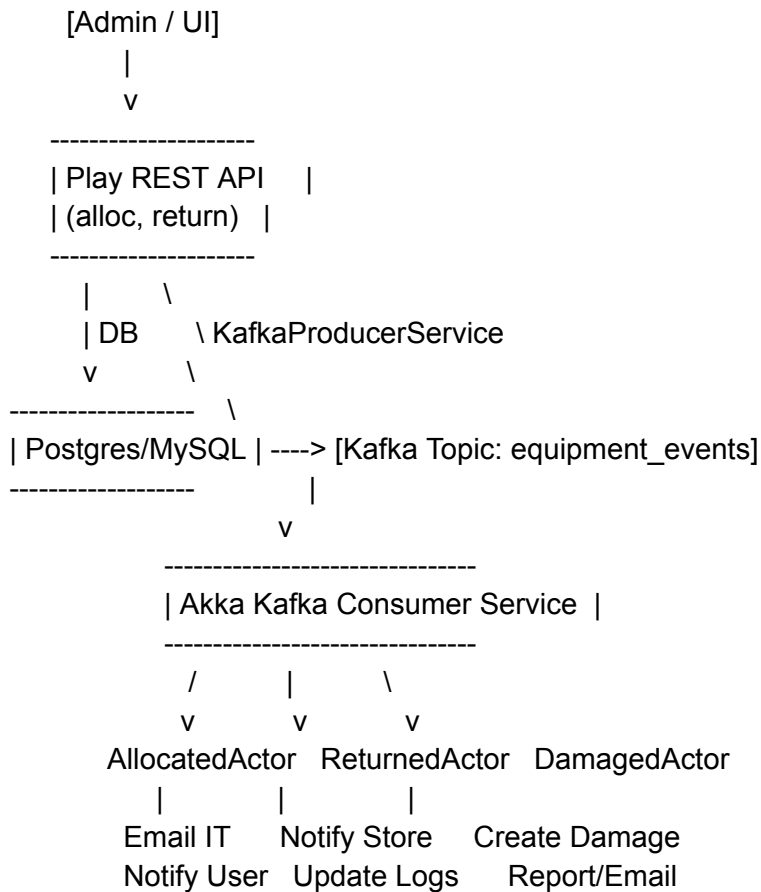 [Admin / UI]
|
v
---------------------
| Play REST API     |
| (alloc, return)   |
---------------------
|       \
| DB       \ KafkaProducerService
v          \
-------------------    \
| Postgres/MySQL | ----> [Kafka Topic: equipment_events]
-------------------              |
v
--------------------------------
| Akka Kafka Consumer Service  |
--------------------------------
/          |          \
v           v           v
AllocatedActor   ReturnedActor   DamagedActor
|              |              |
Email IT      Notify Store     Create Damage
Notify User   Update Logs      Report/Email